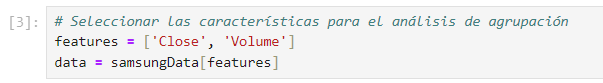 [3]: # Seleccionar las características para el análisis de agrupación
features = ['Close', 'Volume']
data = samsungData[features]